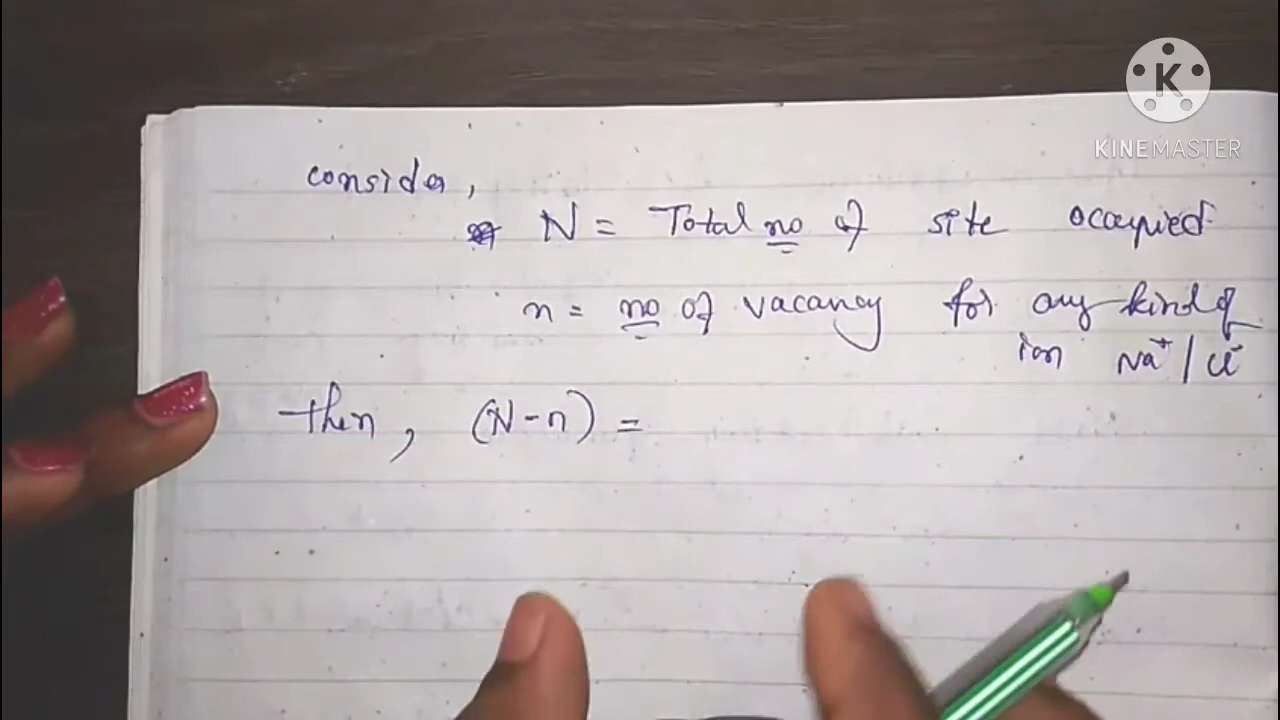 K
KINEMASTER
consider,
N = Total no of site occupied.
n = no of vacancy for any kind of
ion Na+ / Cl-
then, (N-n) =